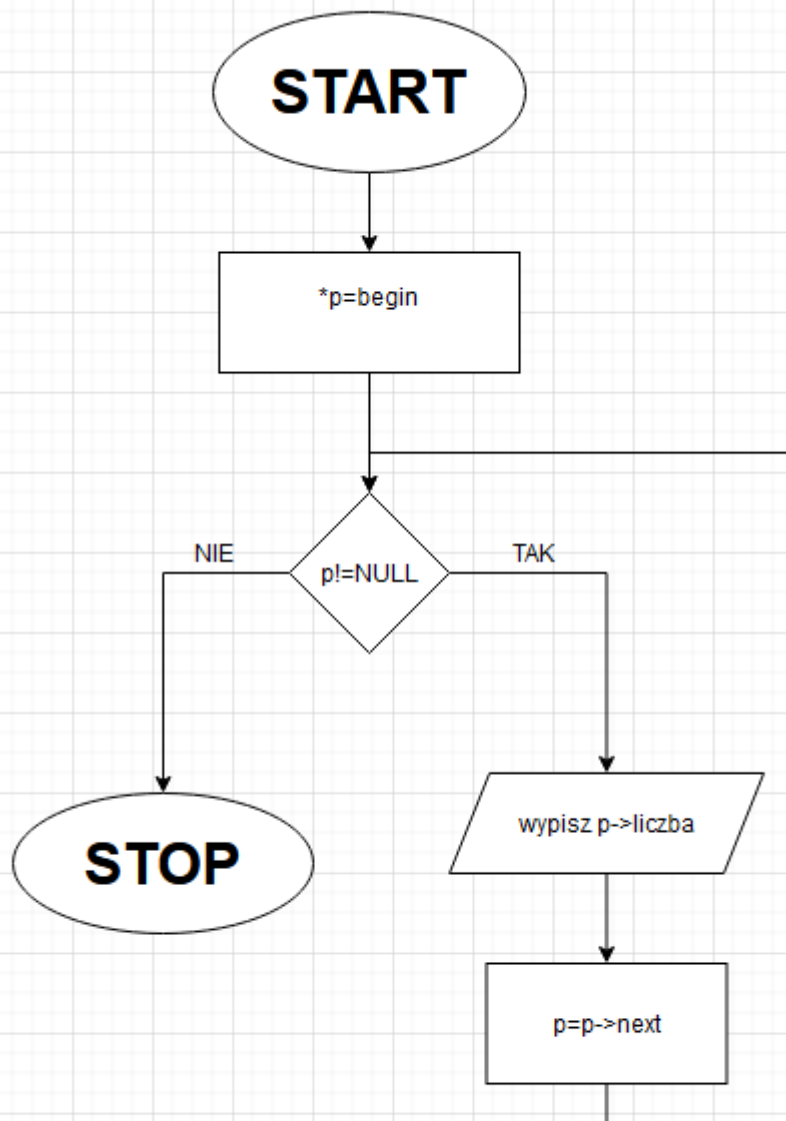 START
*p=begin
p!=NULL
NIE
TAK
wypisz p->liczba
STOP
p=p->next